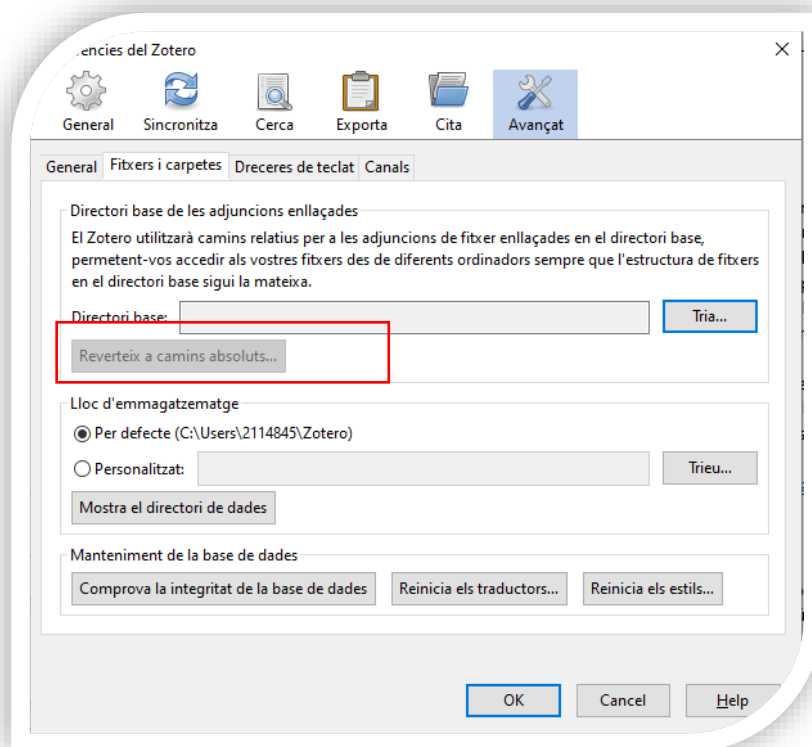 rències del Zotero
General Sincronitza Cerca Exporta Cita Avançat
General Fitxers i carpetes Dreceres de teclat Canals
Directori base de les adjuncions enllaçades
El Zotero utilitzarà camins relatius per a les adjuncions de fitxer enllaçades en el directori base,
permetent-vos accedir als vostres fitxers des de diferents ordinadors sempre que l'estructura de fitxers
en el directori base sigui la mateixa.
Directori base: Tria...
Reverteix a camins absoluts...
Lloc d'emmagatzematge
Per defecte (C:\Users\2114845\Zotero)
Personalitzat: Trieu...
Mostra el directori de dades
Manteniment de la base de dades
Comprova la integritat de la base de dades Reinicia els traductors... Reinicia els estils...
OK Cancel Help